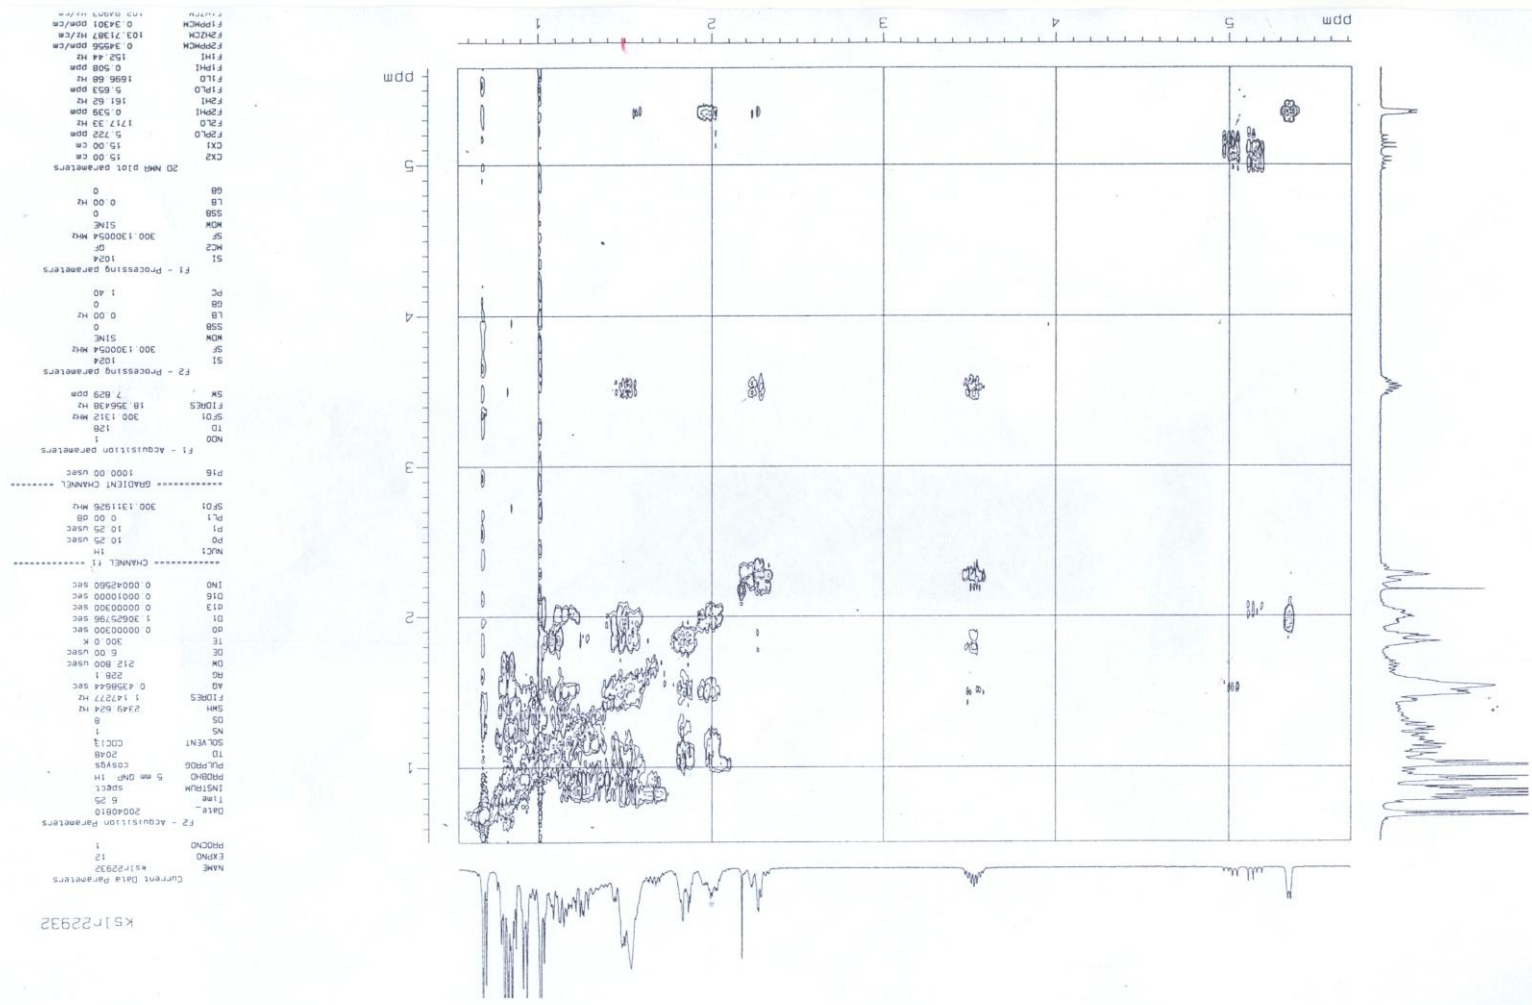 ks1r22932
Current Data Parameters
NAME ks1r22932
EXPNO 12
PROCNO 1
F2 - Acquisition Parameters
Date_ 20040810
Time 6.25
INSTRUM spect
PROBHD 5 mm QNP 1H
PULPROG cosygs
TD 2048
SOLVENT CDCl3
NS 1
DS 8
SWH 2349.624 Hz
FIDRES 1.147277 Hz
AQ 0.4358644 sec
RG 228.1
DW 212.800 usec
DE 6.00 usec
TE 300.0 K
d0 0.00000300 sec
D1 1.30625796 sec
d13 0.00000300 sec
D16 0.00010000 sec
IN0 0.00042560 sec
------------- CHANNEL f1 -------------
NUC1 1H
P0 10.25 usec
P1 10.25 usec
PL1 0.00 dB
SFO1 300.1311926 MHz
------------ GRADIENT CHANNEL --------
P16 1000.00 usec
F1 - Acquisition parameters
ND0 1
TD 128
SFO1 300.1312 MHz
FIDRES 18.356438 Hz
SW 7.829 ppm
F2 - Processing parameters
SI 1024
SF 300.1300054 MHz
WDW SINE
SSB 0
LB 0.00 Hz
GB 0
PC 1.40
F1 - Processing parameters
SI 1024
MC2 QF
SF 300.1300054 MHz
WDW SINE
SSB 0
LB 0.00 Hz
GB 0
2D NMR plot parameters
CX2 15.00 cm
CX1 15.00 cm
F2PLO 5.722 ppm
F2LO 1717.33 Hz
F2PHI 0.539 ppm
F2HI 161.62 Hz
F1PLO 5.653 ppm
F1LO 1696.68 Hz
F1PHI 0.508 ppm
F1HI 152.44 Hz
F2PPMCM 0.34556 ppm/cm
F2HZCM 103.71387 Hz/cm
F1PPMCM 0.34301 ppm/cm
ppm 5 4 3 2 1
1
2
3
4
5
ppm